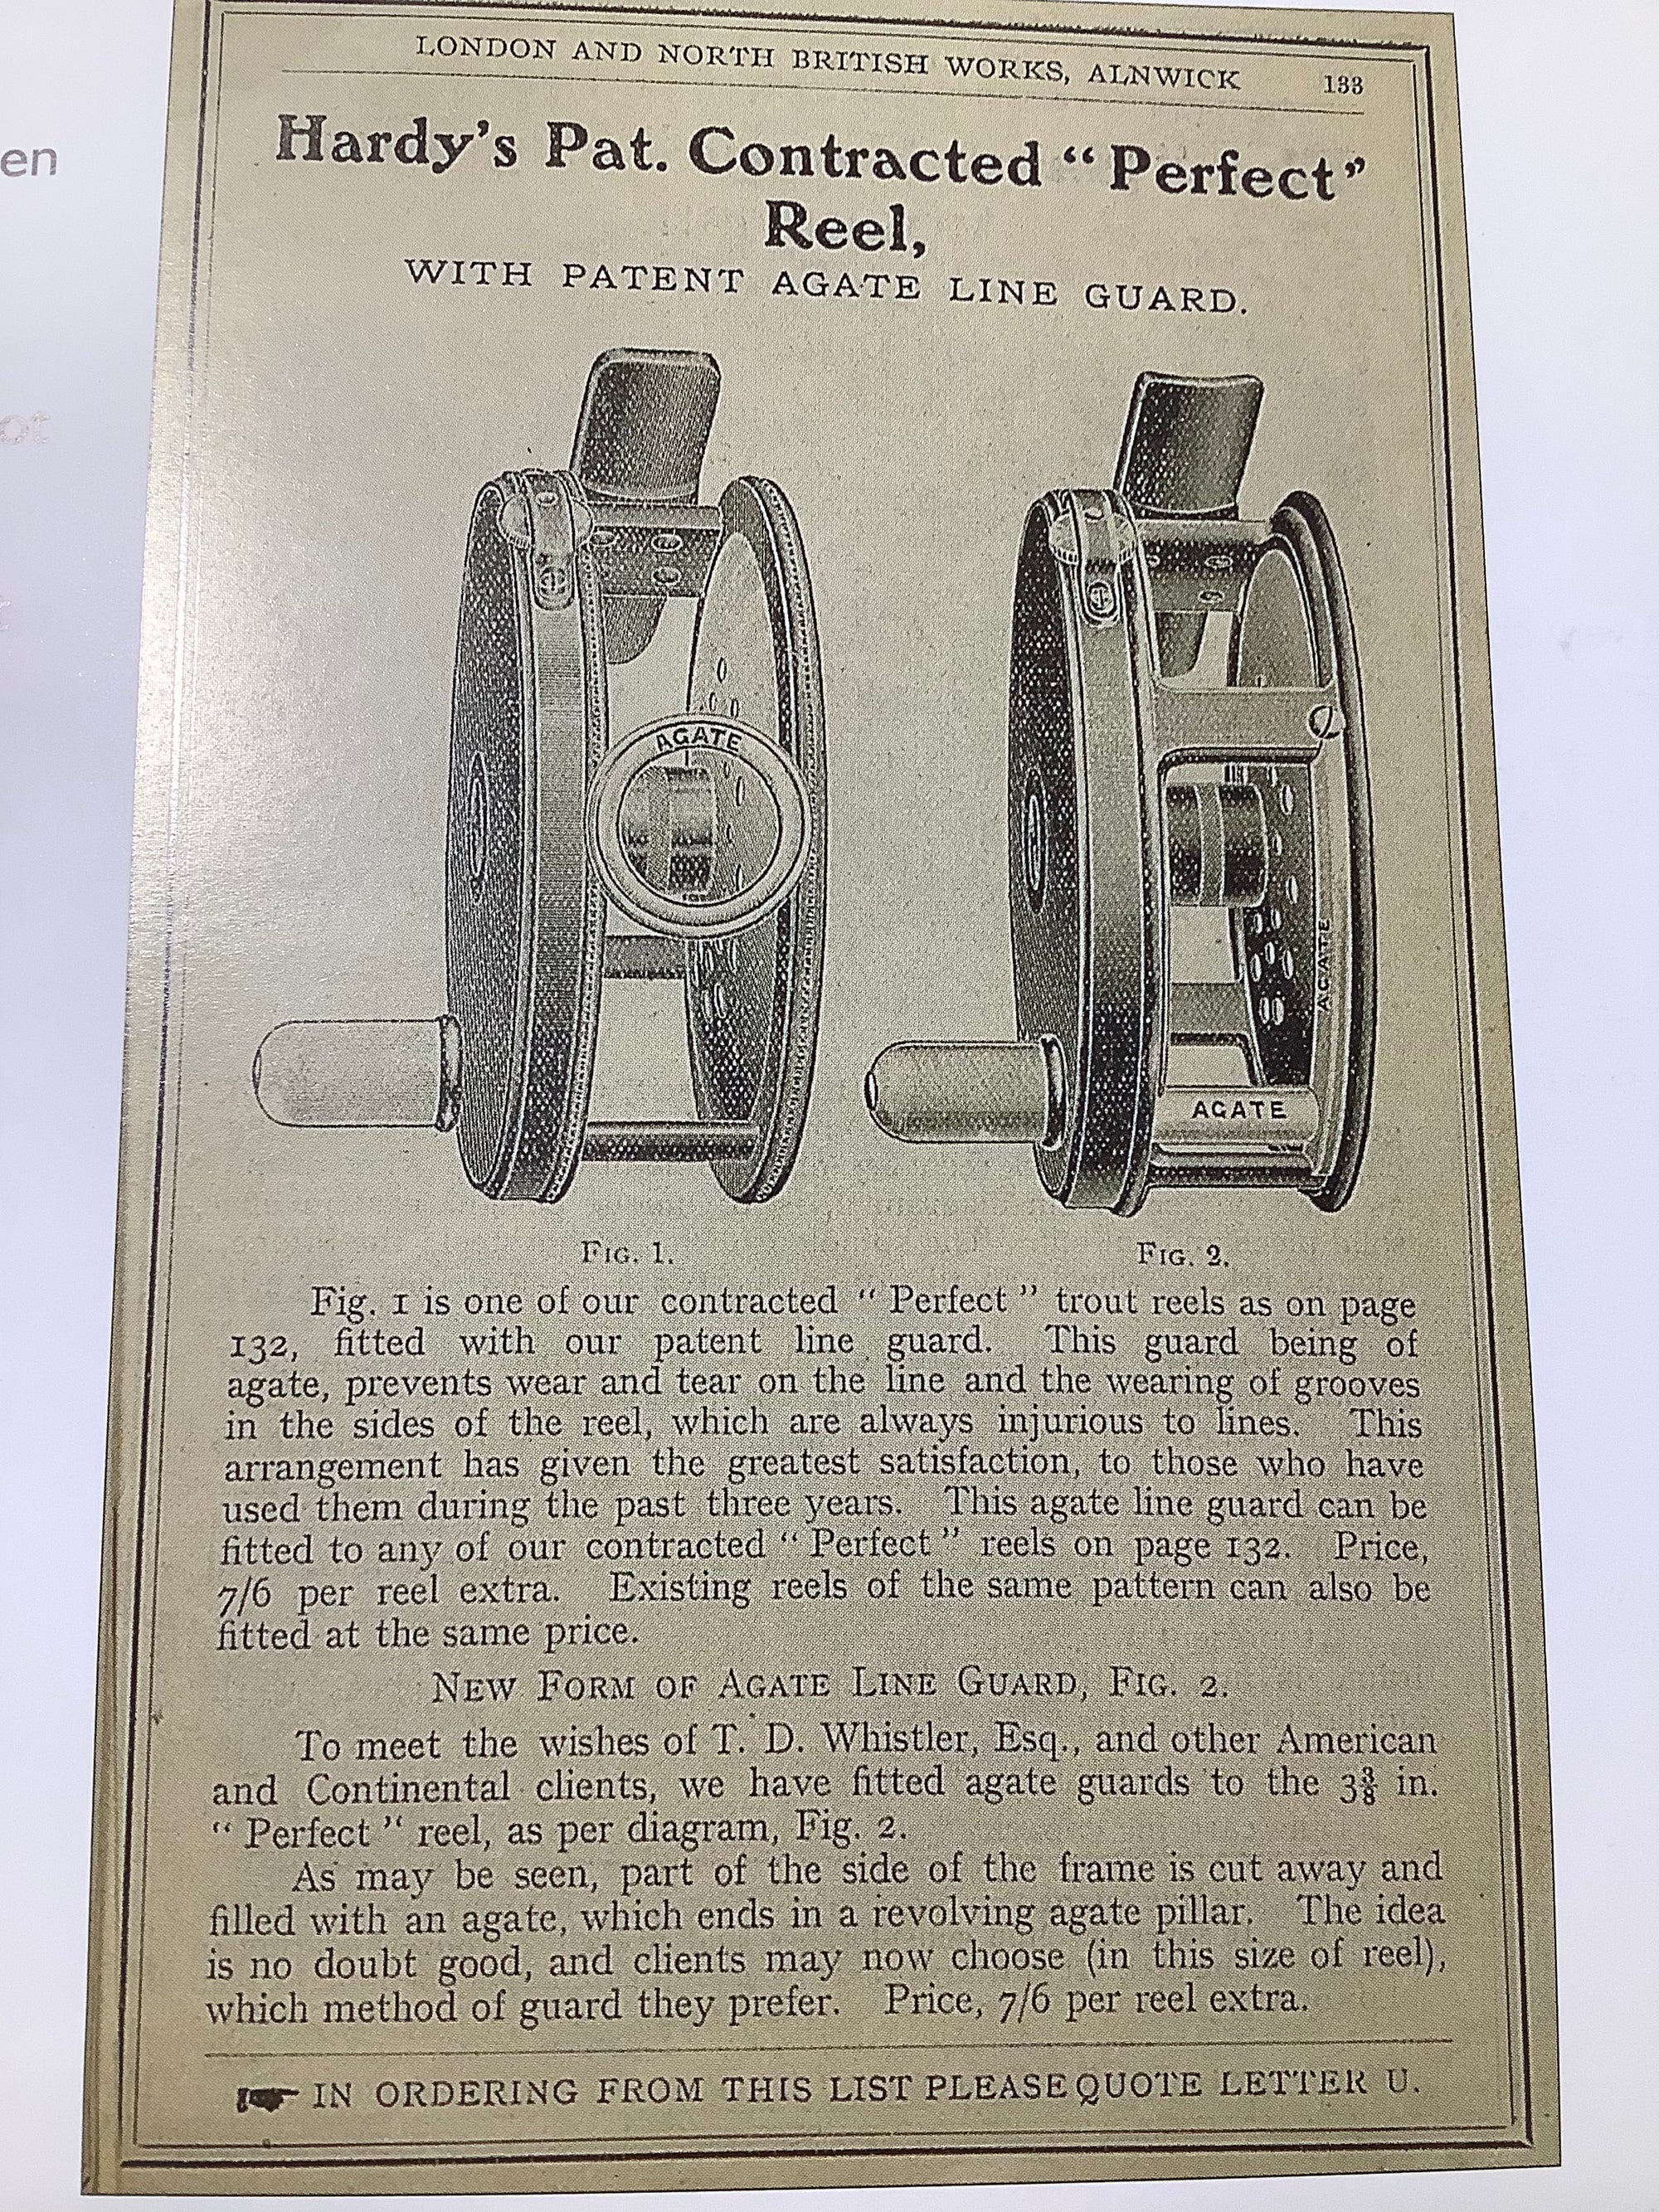 en
ot
LONDON AND NORTH BRITISH WORKS, ALNWICK 133
Hardy's Pat. Contracted “Perfect”
Reel,
WITH PATENT AGATE LINE GUARD.
AGATE
AGATE
AGATE
FIG. 1. FIG. 2.
Fig. 1 is one of our contracted “Perfect” trout reels as on page
132, fitted with our patent line guard. This guard being of
agate, prevents wear and tear on the line and the wearing of grooves
in the sides of the reel, which are always injurious to lines. This
arrangement has given the greatest satisfaction, to those who have
used them during the past three years. This agate line guard can be
fitted to any of our contracted “Perfect” reels on page 132. Price,
7/6 per reel extra. Existing reels of the same pattern can also be
fitted at the same price.
NEW FORM OF AGATE LINE GUARD, FIG. 2.
To meet the wishes of T. D. Whistler, Esq., and other American
and Continental clients, we have fitted agate guards to the 3⅜ in.
“Perfect” reel, as per diagram, Fig. 2.
As may be seen, part of the side of the frame is cut away and
filled with an agate, which ends in a revolving agate pillar. The idea
is no doubt good, and clients may now choose (in this size of reel),
which method of guard they prefer. Price, 7/6 per reel extra.
☛ IN ORDERING FROM THIS LIST PLEASE QUOTE LETTER U.